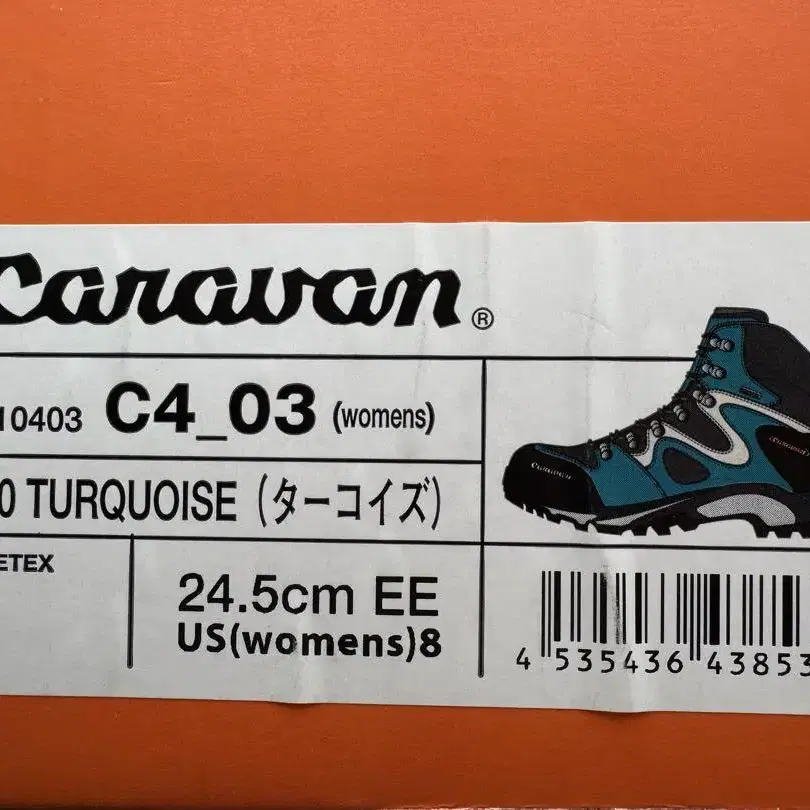 Caravan®
10403 C4_03 (womens)
0 TURQUOISE (ターコイズ)
ETEX
24.5cm EE
US(womens)8
4 535436 43853